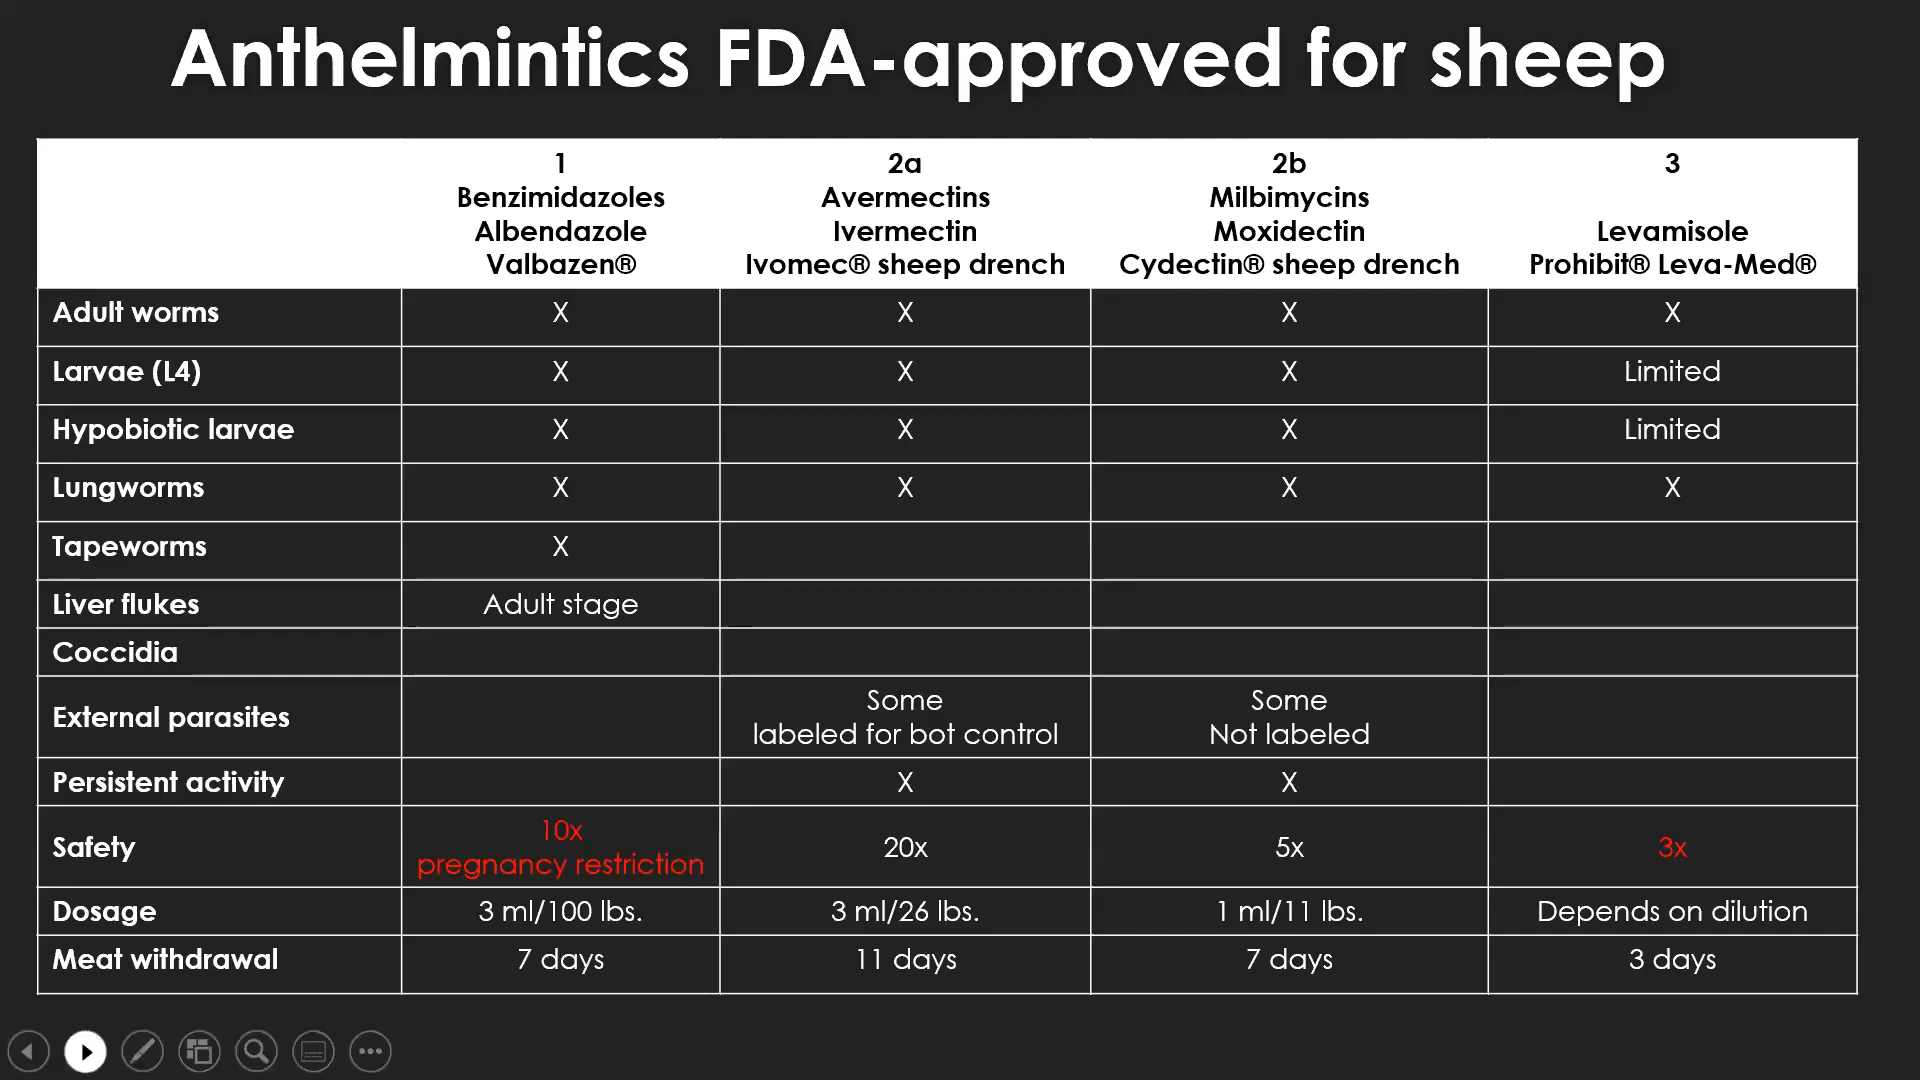 Anthelmintics FDA-approved for sheep
1
Benzimidazoles
Albendazole
Valbazen®
2a
Avermectins
Ivermectin
Ivomec® sheep drench
2b
Milbimycins
Moxidectin
Cydectin® sheep drench
3
Levamisole
Prohibit® Leva-Med®
Adult worms X X X X
Larvae (L4) X X X Limited
Hypobiotic larvae X X X Limited
Lungworms X X X X
Tapeworms X
Liver flukes Adult stage
Coccidia
External parasites
Some
labeled for bot control
Some
Not labeled
Persistent activity X X
Safety
10x
pregnancy restriction
20x 5x 3x
Dosage 3 ml/100 lbs. 3 ml/26 lbs. 1 ml/11 lbs. Depends on dilution
Meat withdrawal 7 days 11 days 7 days 3 days